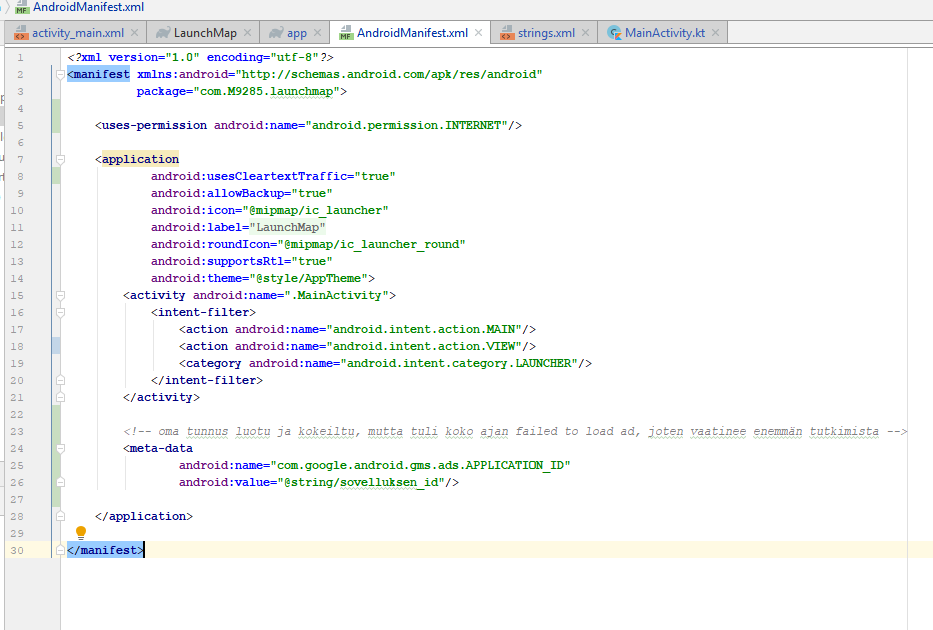 AndroidManifest.xml
activity_main.xml LaunchMap app AndroidManifest.xml strings.xml MainActivity.kt
1 <?xml version="1.0" encoding="utf-8"?>
2 <manifest xmlns:android="http://schemas.android.com/apk/res/android"
3 package="com.M9285.launchmap">
4
5 <uses-permission android:name="android.permission.INTERNET"/>
6
7 <application
8 android:usesCleartextTraffic="true"
9 android:allowBackup="true"
10 android:icon="@mipmap/ic_launcher"
11 android:label="LaunchMap"
12 android:roundIcon="@mipmap/ic_launcher_round"
13 android:supportsRtl="true"
14 android:theme="@style/AppTheme">
15 <activity android:name=".MainActivity">
16 <intent-filter>
17 <action android:name="android.intent.action.MAIN"/>
18 <action android:name="android.intent.action.VIEW"/>
19 <category android:name="android.intent.category.LAUNCHER"/>
20 </intent-filter>
21 </activity>
22
23 <!-- oma tunnus luotu ja kokeiltu, mutta tuli koko ajan failed to load ad, joten vaatinee enemmän tutkimista -->
24 <meta-data
25 android:name="com.google.android.gms.ads.APPLICATION_ID"
26 android:value="@string/sovelluksen_id"/>
27
28 </application>
29
30 </manifest>